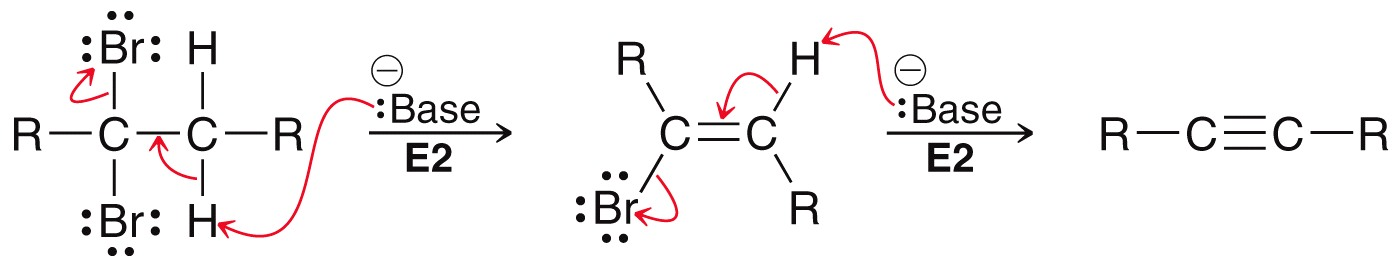 Br H
R C C R
Br H
⊖
:Base
E2
R H
C C
Br R
⊖
:Base
E2
R C C R